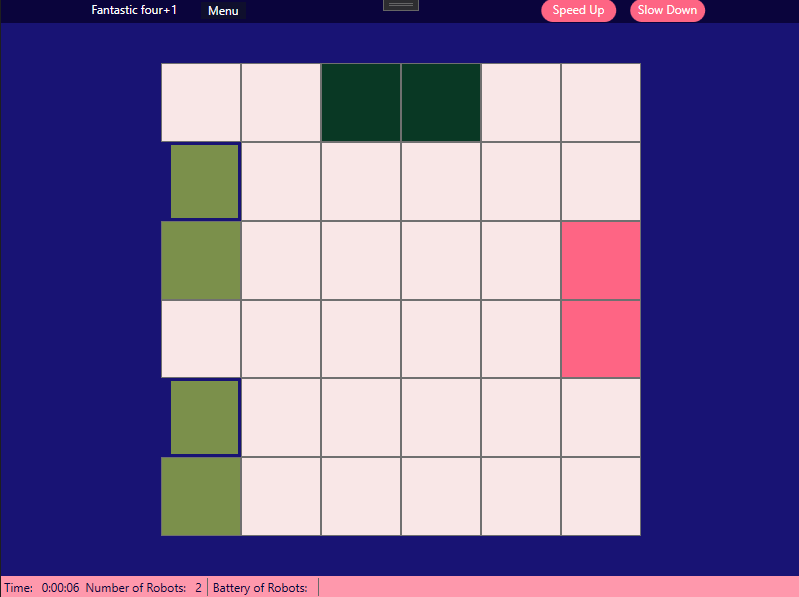 Fantastic four+1 Menu Speed Up Slow Down
Time: 0:00:06 Number of Robots: 2 Battery of Robots: